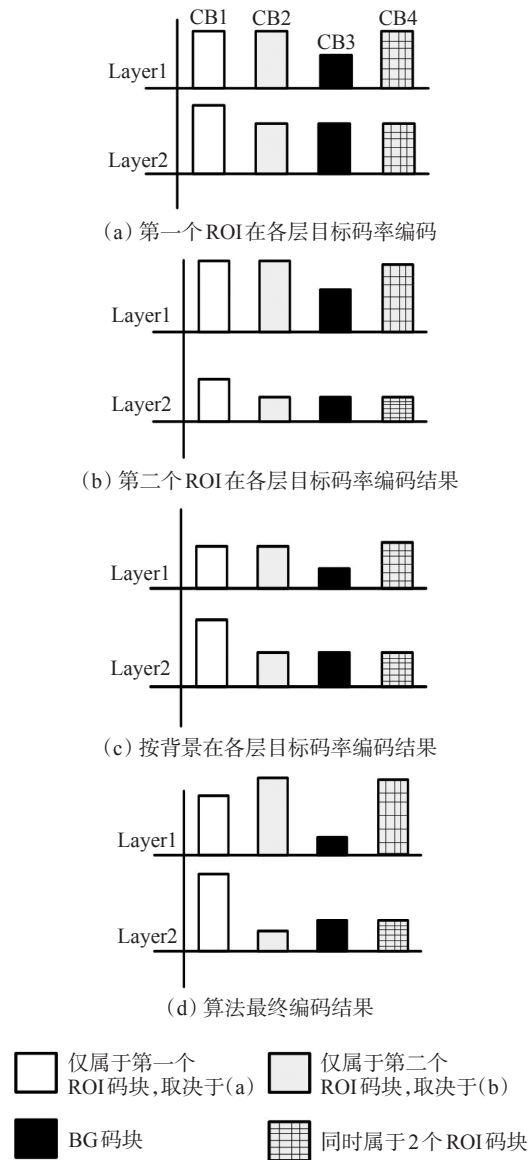 CB1 CB2 CB3 CB4
Layer1
Layer2
(a)第一个ROI在各层目标码率编码
Layer1
Layer2
(b)第二个ROI在各层目标码率编码结果
Layer1
Layer2
(c)按背景在各层目标码率编码结果
Layer1
Layer2
(d)算法最终编码结果
仅属于第一个
ROI码块,取决于(a)
仅属于第二个
ROI码块,取决于(b)
BG码块
同时属于2个ROI码块